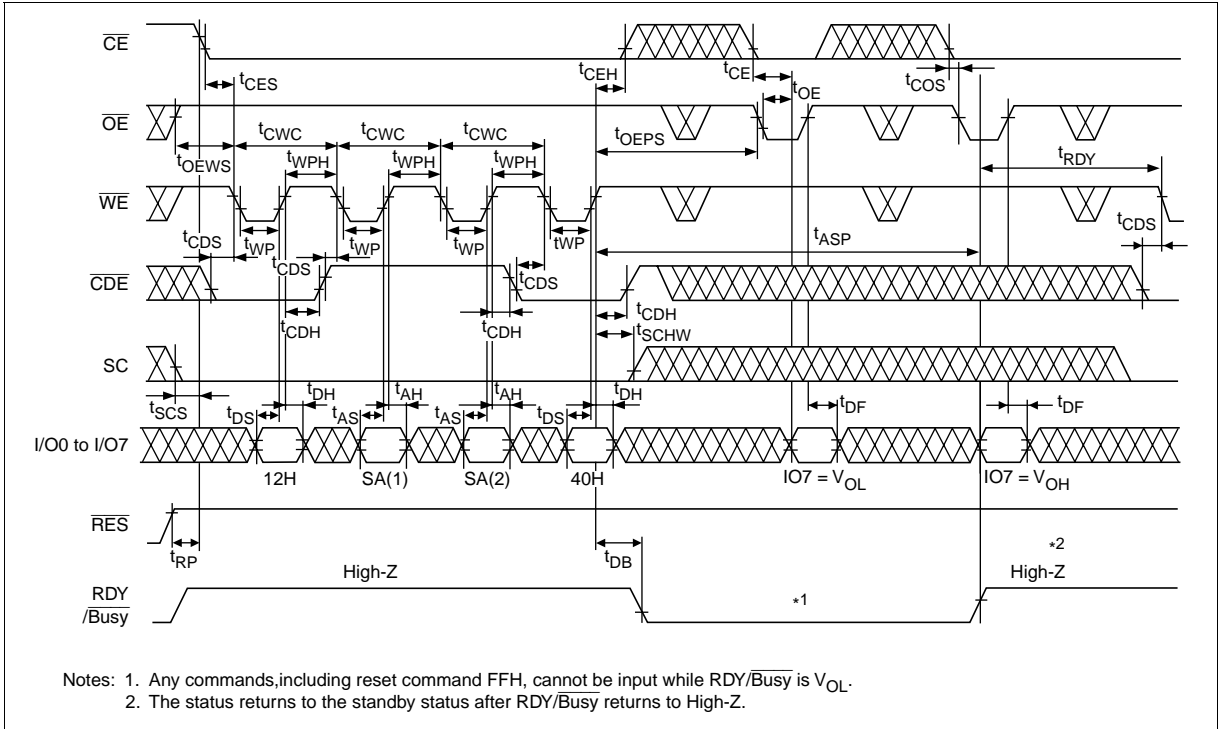 CE
tCEH
tCE
tOE
tCOS
tCES
OE
tOEWS
tCWC
tCWC
tCWC
tOEPS
tWPH
tWPH
tWPH
tRDY
WE
tCDS
tWP
tCDS
tWP
tWP
tCDS
tWP
tASP
tCDS
CDE
tCDH
tCDH
tCDH
tSCHW
SC
tSCS
tDS
tDH
tAS
tAH
tAS
tAH
tDS
tDH
tDF
tDF
I/O0 to I/O7
12H
SA(1)
SA(2)
40H
IO7 = VOL
IO7 = VOH
RES
tRP
tDB
*2
RDY
/Busy
High-Z
*1
High-Z
Notes: 1. Any commands,including reset command FFH, cannot be input while RDY/Busy is VOL.
2. The status returns to the standby status after RDY/Busy returns to High-Z.